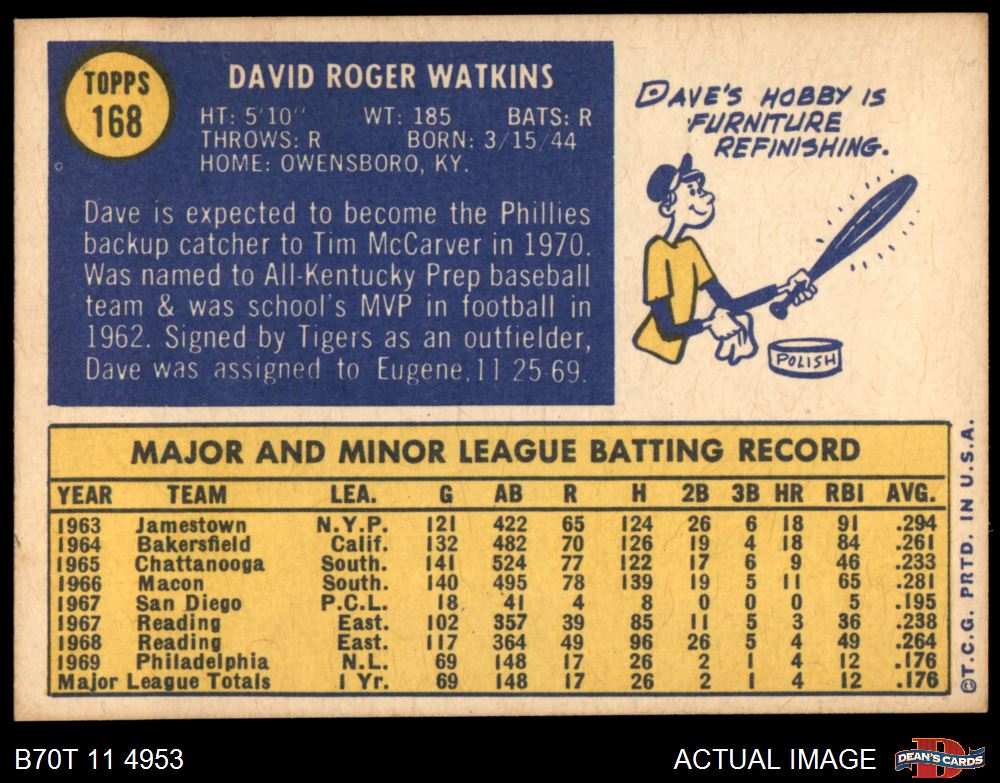 TOPPS
168
DAVID ROGER WATKINS
HT: 5'10" WT: 185 BATS: R
THROWS: R BORN: 3/15/44
HOME: OWENSBORO, KY.
Dave is expected to become the Phillies
backup catcher to Tim McCarver in 1970.
Was named to All-Kentucky Prep baseball
team & was school's MVP in football in
1962. Signed by Tigers as an outfielder,
Dave was assigned to Eugene, 11-25-69.
DAVE'S HOBBY IS
FURNITURE
REFINISHING.
POLISH
MAJOR AND MINOR LEAGUE BATTING RECORD
YEAR TEAM LEA. G AB R H 2B 3B HR RBI AVG.
1963 Jamestown N.Y.P. 121 422 65 124 26 6 18 91 .294
1964 Bakersfield Calif. 132 482 70 126 19 4 18 84 .261
1965 Chattanooga South. 141 524 77 122 17 6 9 46 .233
1966 Macon South. 140 495 78 139 19 5 11 65 .281
1967 San Diego P.C.L. 18 41 4 8 0 0 0 5 .195
1967 Reading East. 102 357 39 85 11 5 3 36 .238
1968 Reading East. 117 364 49 96 26 5 4 49 .264
1969 Philadelphia N.L. 69 148 17 26 2 1 4 12 .176
Major League Totals 1 Yr. 69 148 17 26 2 1 4 12 .176
©T.C.G. PRTD. IN U.S.A.
B70T 11 4953
ACTUAL IMAGE
DEAN'S CARDS